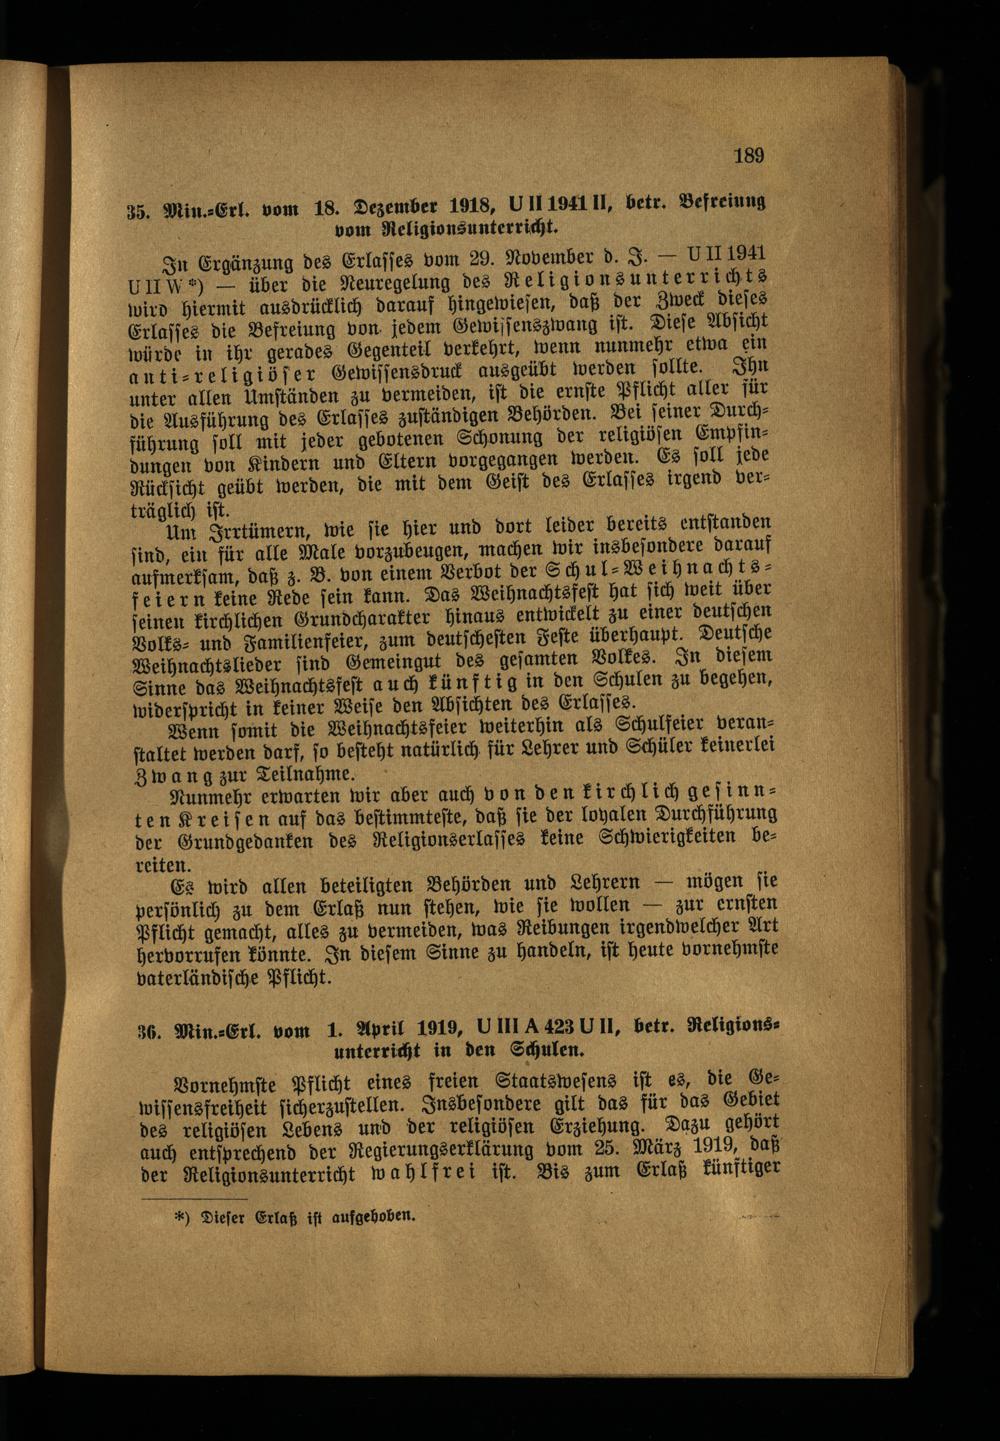 189
35. Min.-Erl. vom 18. Dezember 1918, U II 1941 II, betr. Befreiung
vom Religionsunterricht.
In Ergänzung des Erlasses vom 29. November d. J. — U II 1941
U II W *) — über die Neuregelung des Religionsunterrichts
wird hiermit ausdrücklich darauf hingewiesen, daß der Zweck dieses
Erlasses die Befreiung von jedem Gewissenszwang ist. Diese Absicht
würde in ihr gerades Gegenteil verkehrt, wenn nunmehr etwa ein
anti-religiöser Gewissensdruck ausgeübt werden sollte. Ihn
unter allen Umständen zu vermeiden, ist die ernste Pflicht aller für
die Ausführung des Erlasses zuständigen Behörden. Bei seiner Durch-
führung soll mit jeder gebotenen Schonung der religiösen Empfin-
dungen von Kindern und Eltern vorgegangen werden. Es soll jede
Rücksicht geübt werden, die mit dem Geist des Erlasses irgend ver-
träglich ist.
Um Irrtümern, wie sie hier und dort leider bereits entstanden
sind, ein für alle Male vorzubeugen, machen wir insbesondere darauf
aufmerksam, daß z. B. von einem Verbot der Schul-Weihnachts-
feiern keine Rede sein kann. Das Weihnachtsfest hat sich weit über
seinen kirchlichen Grundcharakter hinaus entwickelt zu einer deutschen
Volks- und Familienfeier, zum deutschesten Feste überhaupt. Deutsche
Weihnachtslieder sind Gemeingut des gesamten Volkes. In diesem
Sinne das Weihnachtsfest auch künftig in den Schulen zu begehen,
widerspricht in keiner Weise den Absichten des Erlasses.
Wenn somit die Weihnachtsfeier weiterhin als Schulfeier veran-
staltet werden darf, so besteht natürlich für Lehrer und Schüler keinerlei
Zwang zur Teilnahme.
Nunmehr erwarten wir aber auch von den kirchlich gesinn-
ten Kreisen auf das bestimmteste, daß sie der loyalen Durchführung
der Grundgedanken des Religionserlasses keine Schwierigkeiten be-
reiten.
Es wird allen beteiligten Behörden und Lehrern — mögen sie
persönlich zu dem Erlaß nun stehen, wie sie wollen — zur ernsten
Pflicht gemacht, alles zu vermeiden, was Reibungen irgendwelcher Art
hervorrufen könnte. In diesem Sinne zu handeln, ist heute vornehmste
vaterländische Pflicht.
36. Min.-Erl. vom 1. April 1919, U III A 423 U II, betr. Religions-
unterricht in den Schulen.
Vornehmste Pflicht eines freien Staatswesens ist es, die Ge-
wissensfreiheit sicherzustellen. Insbesondere gilt das für das Gebiet
des religiösen Lebens und der religiösen Erziehung. Dazu gehört
auch entsprechend der Regierungserklärung vom 25. März 1919, daß
der Religionsunterricht wahlfrei ist. Bis zum Erlaß künftiger
*) Dieser Erlaß ist aufgehoben.